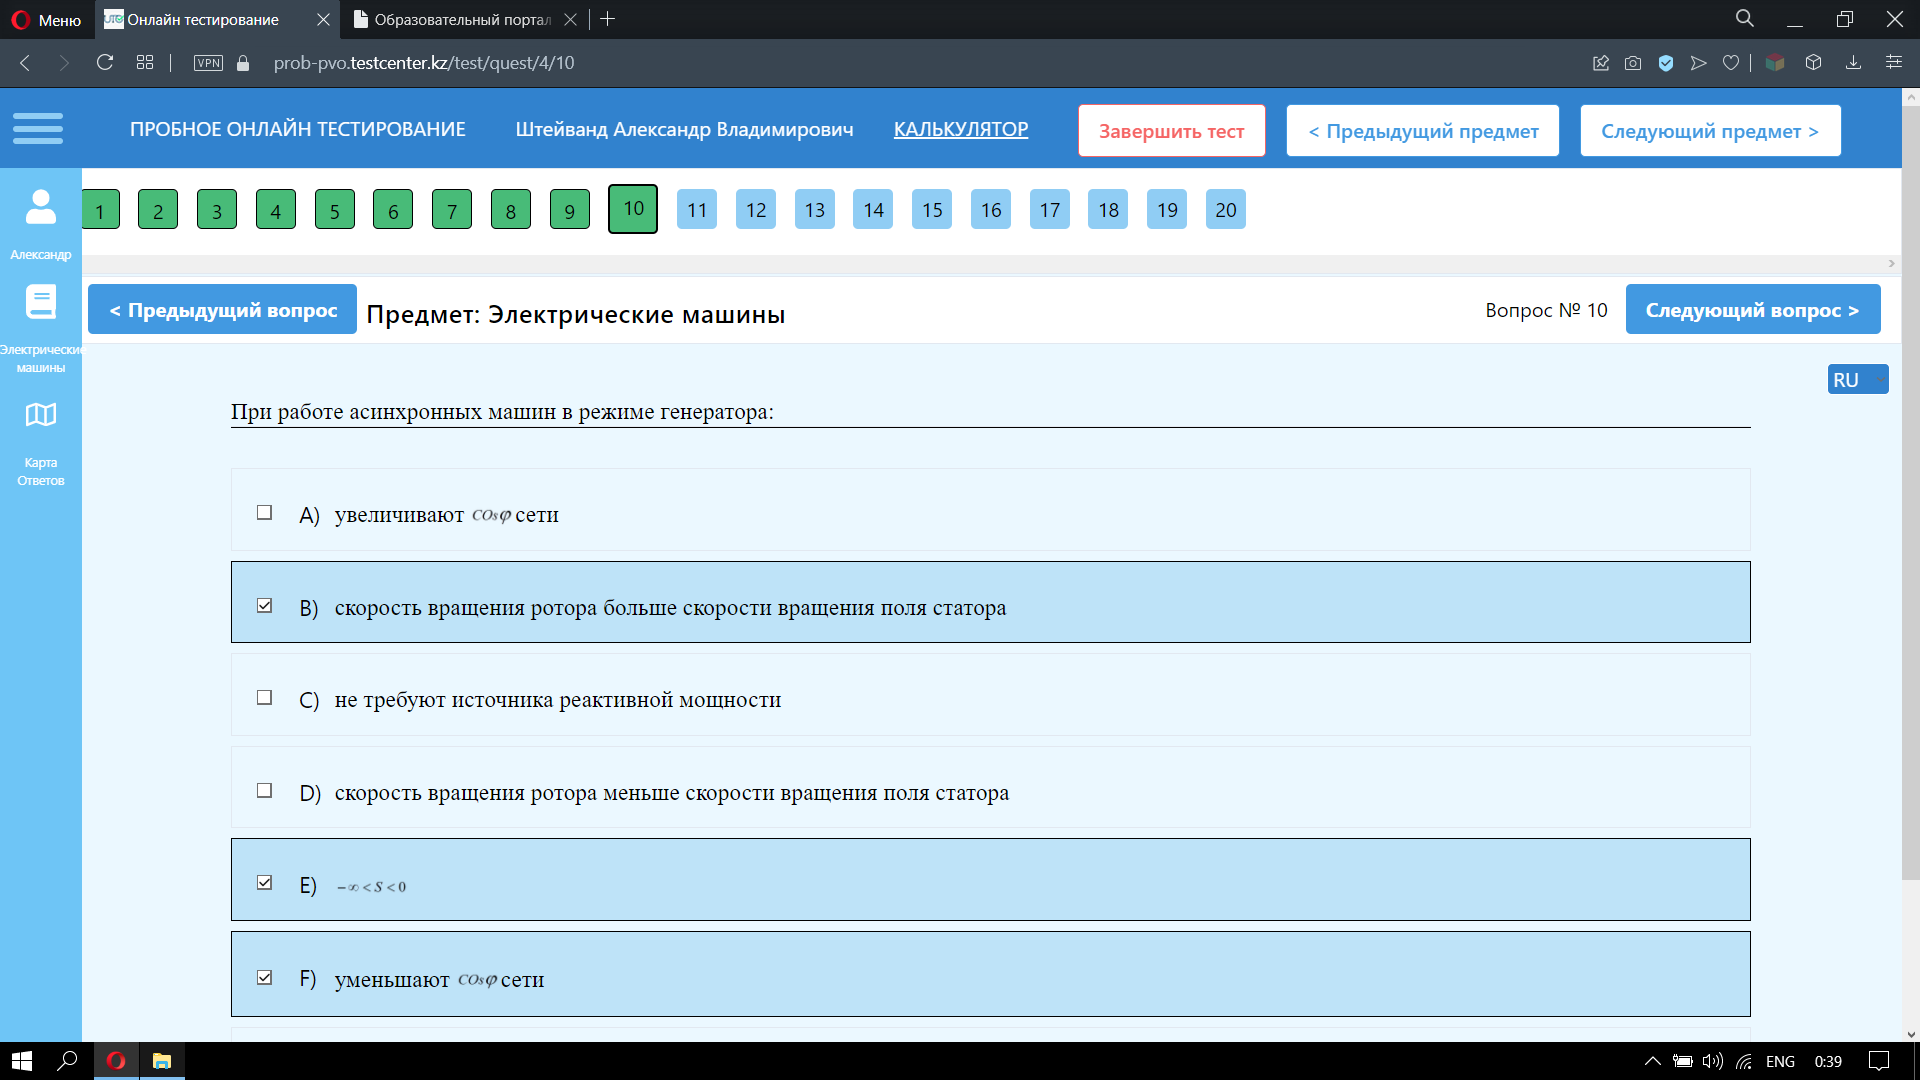 Меню
Онлайн тестирование
Образовательный портал
VPN
prob-pvo.testcenter.kz/test/quest/4/10
ПРОБНОЕ ОНЛАЙН ТЕСТИРОВАНИЕ
Штейванд Александр Владимирович
КАЛЬКУЛЯТОР
Завершить тест
< Предыдущий предмет
Следующий предмет >
1 2 3 4 5 6 7 8 9 10 11 12 13 14 15 16 17 18 19 20
Александр
Электрические
машины
Карта
Ответов
< Предыдущий вопрос
Предмет: Электрические машины
Вопрос № 10
Следующий вопрос >
RU
При работе асинхронных машин в режиме генератора:
A) увеличивают cosφ сети
B) скорость вращения ротора больше скорости вращения поля статора
C) не требуют источника реактивной мощности
D) скорость вращения ротора меньше скорости вращения поля статора
E) −∞ < S < 0
F) уменьшают cosφ сети
ENG
0:39